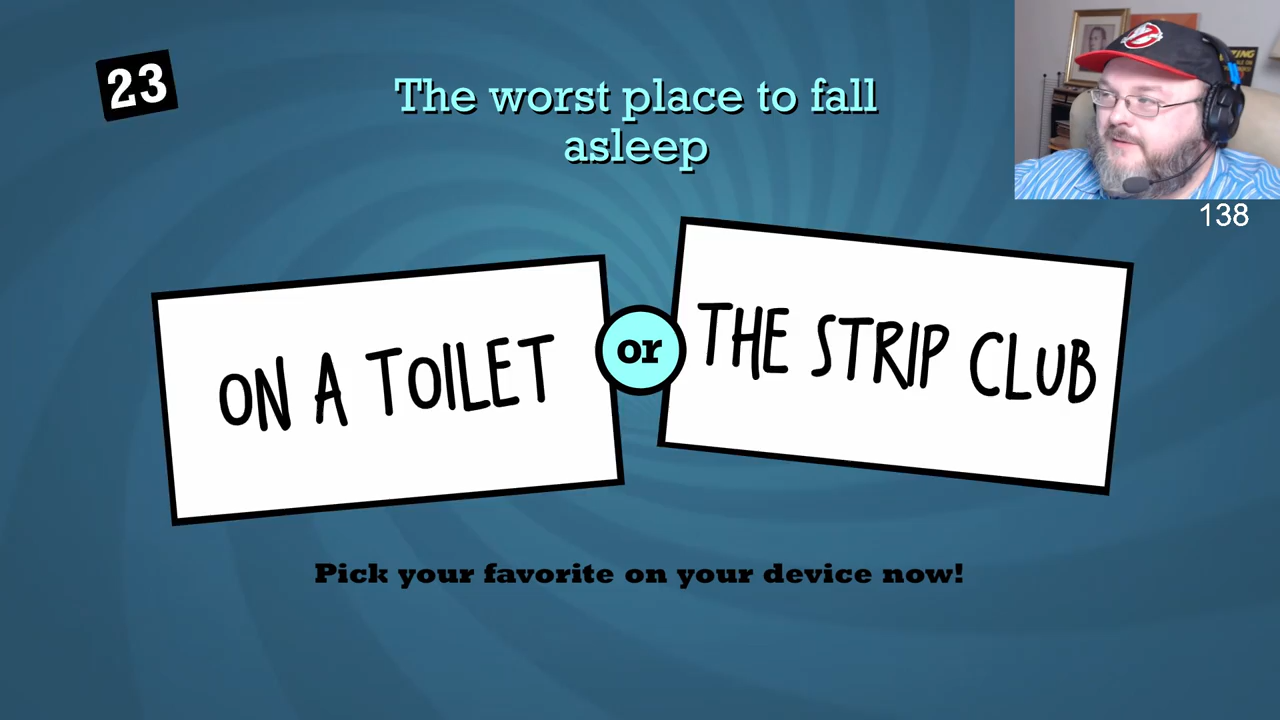 23
The worst place to fall
asleep
138
ON A TOILET
or
THE STRIP CLUB
Pick your favorite on your device now!